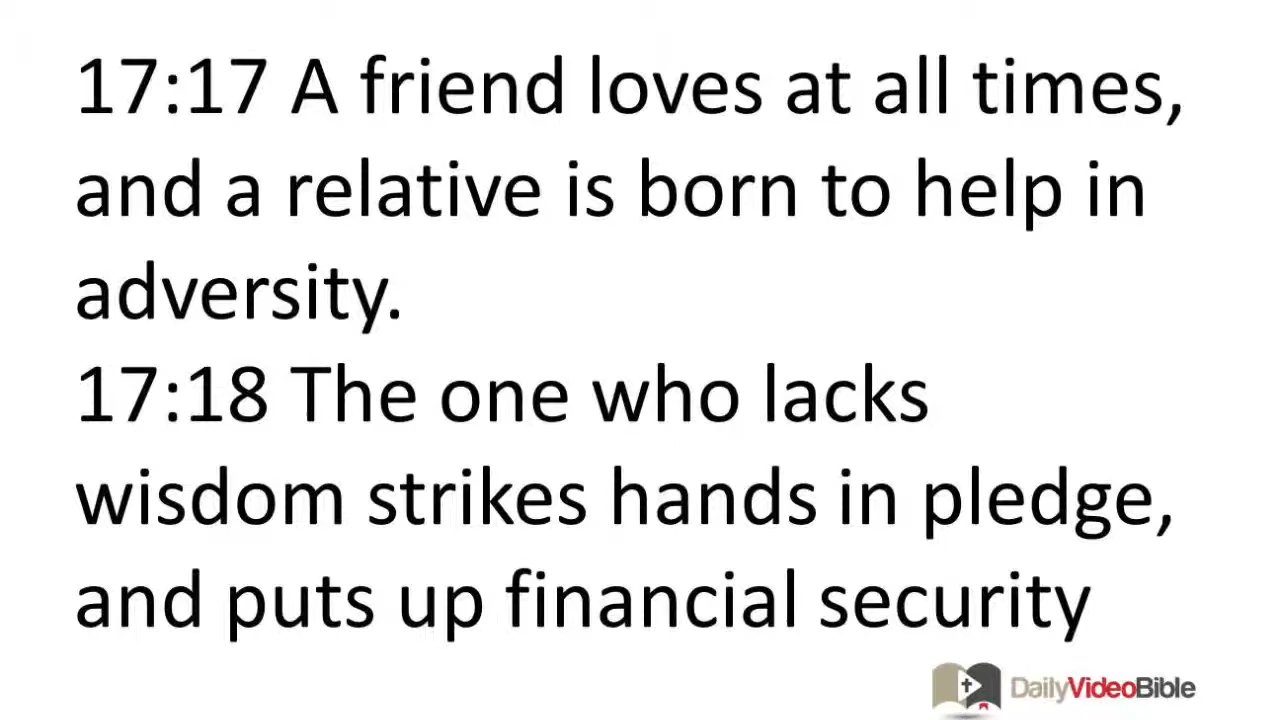 17:17 A friend loves at all times,
and a relative is born to help in
adversity.
17:18 The one who lacks
wisdom strikes hands in pledge,
and puts up financial security
DailyVideoBible